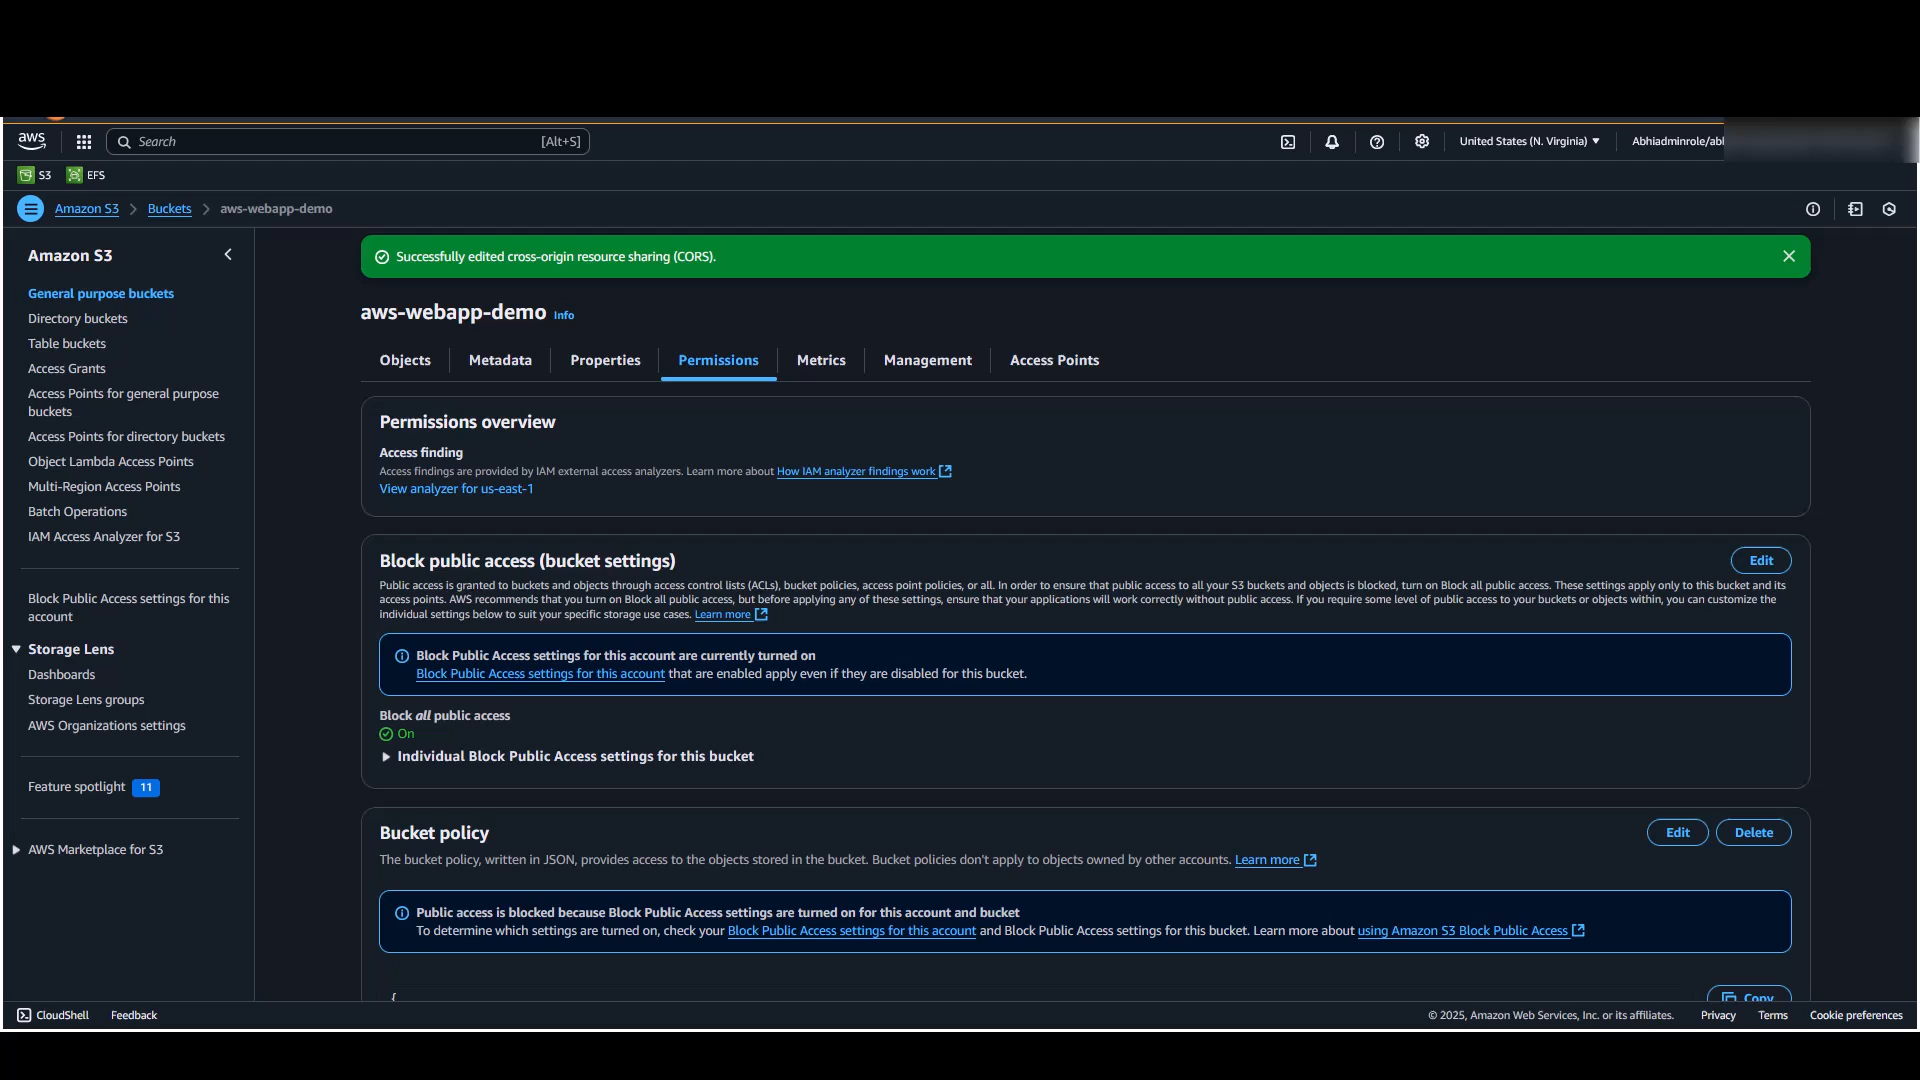 aws
Search [Alt+S]
United States (N. Virginia)
Abhiadminrole/abl
S3
EFS
Amazon S3
Buckets
aws-webapp-demo
Amazon S3
General purpose buckets
Directory buckets
Table buckets
Access Grants
Access Points for general purpose
buckets
Access Points for directory buckets
Object Lambda Access Points
Multi-Region Access Points
Batch Operations
IAM Access Analyzer for S3
Block Public Access settings for this
account
Storage Lens
Dashboards
Storage Lens groups
AWS Organizations settings
Feature spotlight 11
AWS Marketplace for S3
Successfully edited cross-origin resource sharing (CORS).
aws-webapp-demo Info
Objects
Metadata
Properties
Permissions
Metrics
Management
Access Points
Permissions overview
Access finding
Access findings are provided by IAM external access analyzers. Learn more about How IAM analyzer findings work
View analyzer for us-east-1
Block public access (bucket settings)
Edit
Public access is granted to buckets and objects through access control lists (ACLs), bucket policies, access point policies, or all. In order to ensure that public access to all your S3 buckets and objects is blocked, turn on Block all public access. These settings apply only to this bucket and its
access points. AWS recommends that you turn on Block all public access, but before applying any of these settings, ensure that your applications will work correctly without public access. If you require some level of public access to your buckets or objects within, you can customize the
individual settings below to suit your specific storage use cases. Learn more
Block Public Access settings for this account are currently turned on
Block Public Access settings for this account that are enabled apply even if they are disabled for this bucket.
Block all public access
On
Individual Block Public Access settings for this bucket
Bucket policy
Edit
Delete
The bucket policy, written in JSON, provides access to the objects stored in the bucket. Bucket policies don't apply to objects owned by other accounts. Learn more
Public access is blocked because Block Public Access settings are turned on for this account and bucket
To determine which settings are turned on, check your Block Public Access settings for this account and Block Public Access settings for this bucket. Learn more about using Amazon S3 Block Public Access
{
Copy
CloudShell
Feedback
© 2025, Amazon Web Services, Inc. or its affiliates.
Privacy
Terms
Cookie preferences